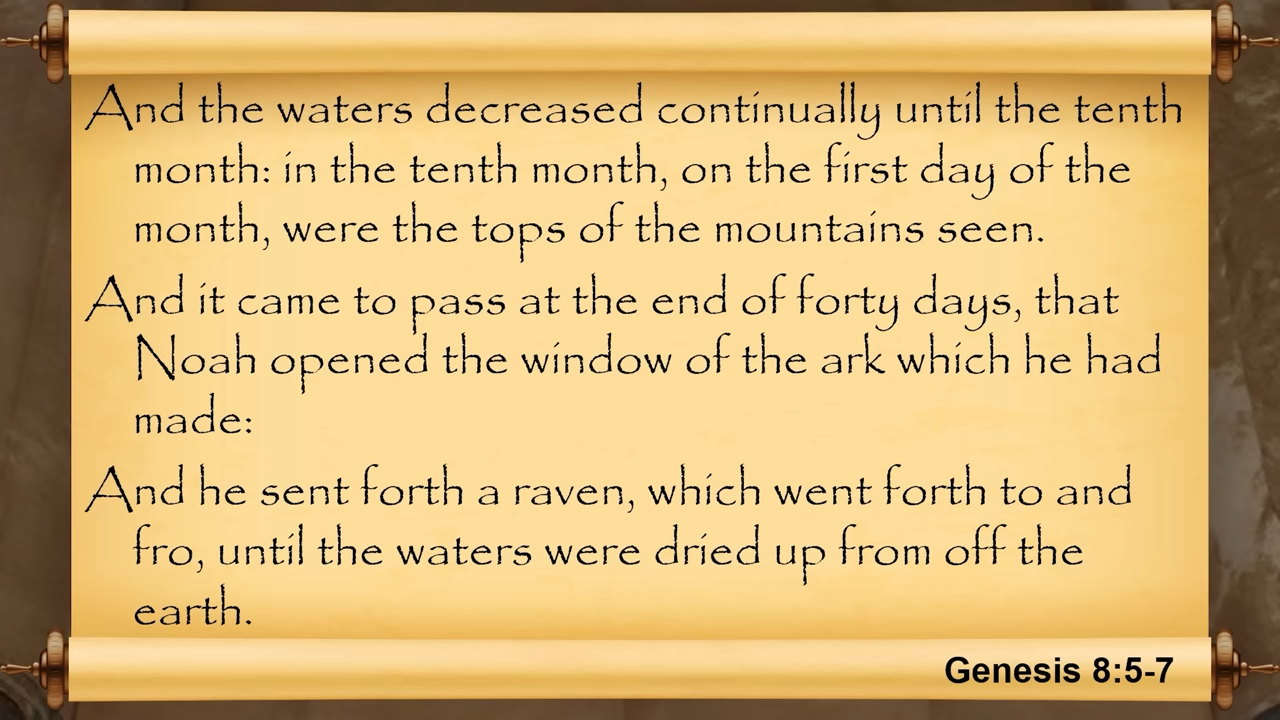 And the waters decreased continually until the tenth
month: in the tenth month, on the first day of the
month, were the tops of the mountains seen.
And it came to pass at the end of forty days, that
Noah opened the window of the ark which he had
made:
And he sent forth a raven, which went forth to and
fro, until the waters were dried up from off the
earth.
Genesis 8:5-7